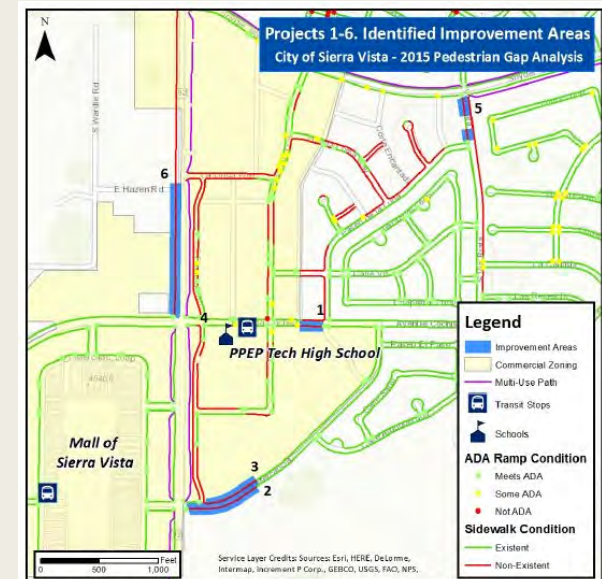 Projects 1-6. Identified Improvement Areas
City of Sierra Vista - 2015 Pedestrian Gap Analysis
N
5
S Wardle Rd
6
E Hazen Rd
4
1
PPEP Tech High School
Mall of
Sierra Vista
3
2
Legend
Improvement Areas
Commercial Zoning
Multi-Use Path
Transit Stops
Schools
ADA Ramp Condition
Meets ADA
Some ADA
Not ADA
Sidewalk Condition
Existent
Non-Existent
Feet
0 500 1,000
Service Layer Credits: Sources: Esri, HERE, DeLorme,
Intermap, increment P Corp., GEBCO, USGS, FAO, NPS,